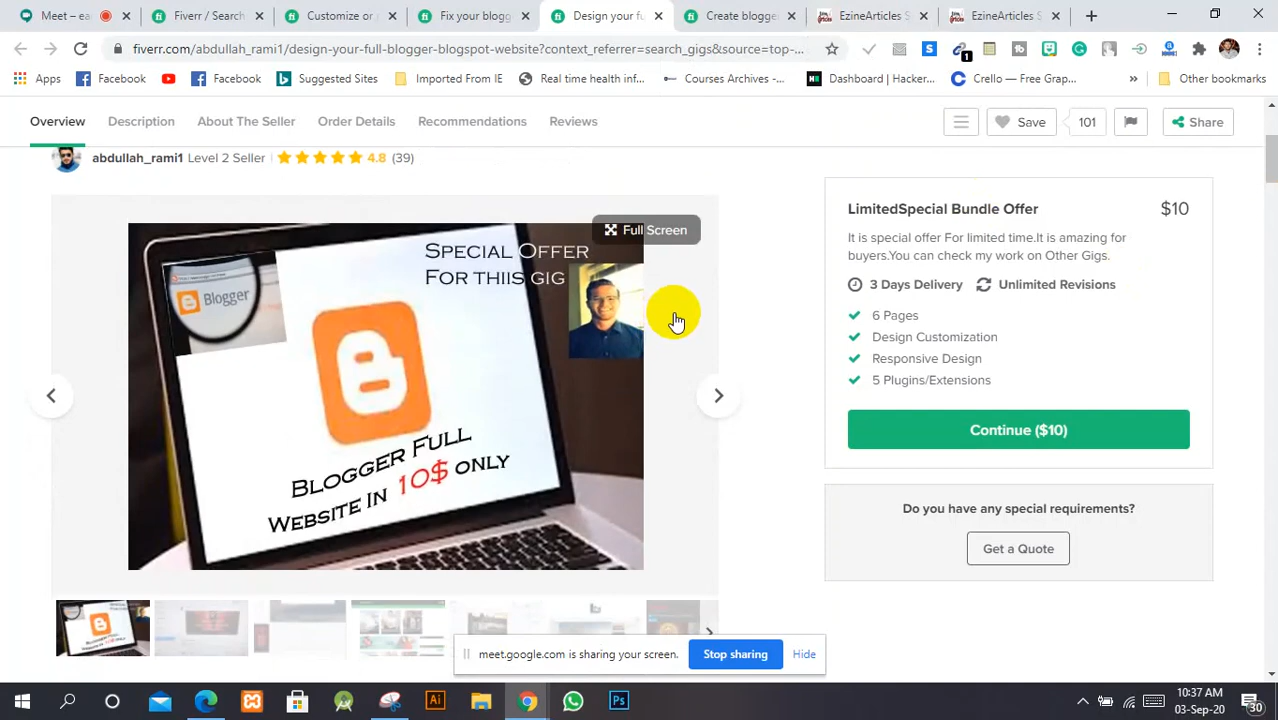 Meet –
Fiverr / Search
Customize or
Fix your blogg
Design your fu
Create blogge
EzineArticles S
EzineArticles S
fiverr.com/abdullah_rami1/design-your-full-blogger-blogspot-website?context_referrer=search_gigs&source=top-...
1
Apps
Facebook
Facebook
Suggested Sites
Imported From IE
Real time health inf...
Courses Archives -...
Dashboard | Hacker...
Crello — Free Grap...
Other bookmarks
Overview
Description
About The Seller
Order Details
Recommendations
Reviews
Save
101
Share
abdullah_rami1 Level 2 Seller
4.8 (39)
Full Screen
Special Offer
For thiis gig
Blogger
Blogger Full
Website in 10$ only
LimitedSpecial Bundle Offer
$10
It is special offer For limited time.It is amazing for
buyers.You can check my work on Other Gigs.
3 Days Delivery
Unlimited Revisions
6 Pages
Design Customization
Responsive Design
5 Plugins/Extensions
Continue ($10)
Do you have any special requirements?
Get a Quote
meet.google.com is sharing your screen.
Stop sharing
Hide
Ai
Ps
10:37 AM
03-Sep-20
30